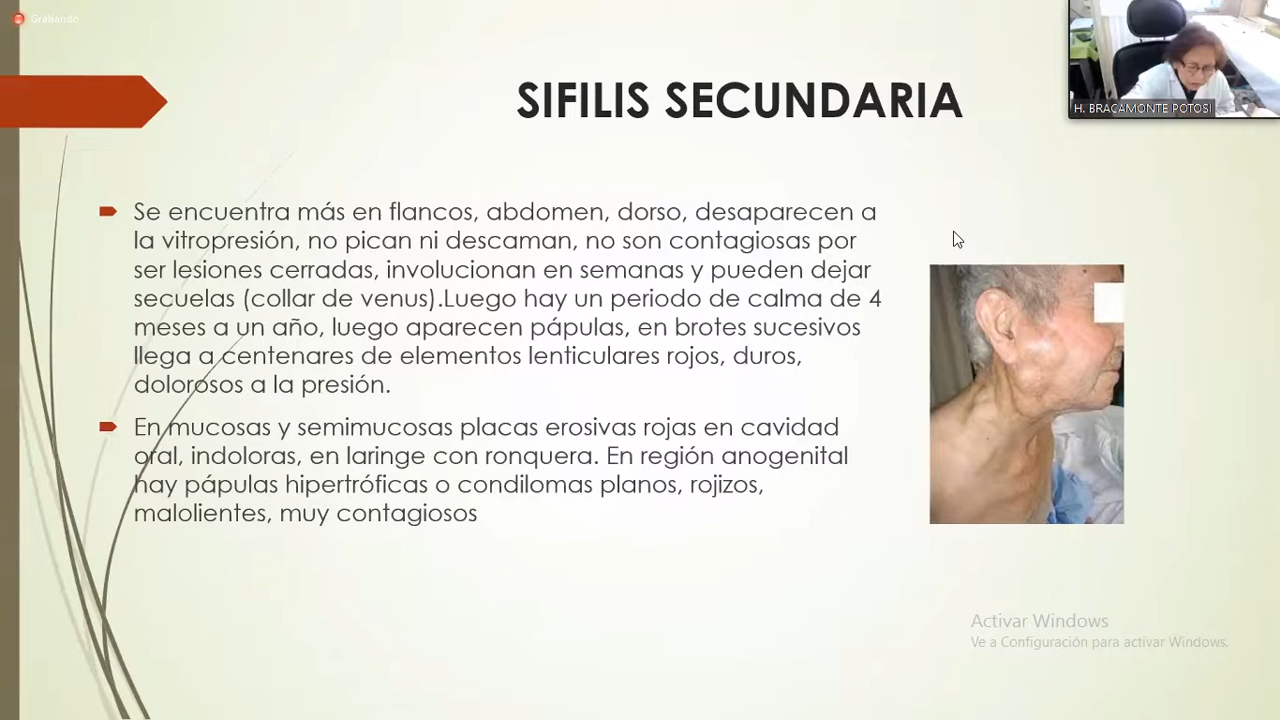 Grabando
SIFILIS SECUNDARIA
H. BRACAMONTE POTOSI
Se encuentra más en flancos, abdomen, dorso, desaparecen a
la vitropresión, no pican ni descaman, no son contagiosas por
ser lesiones cerradas, involucionan en semanas y pueden dejar
secuelas (collar de venus).Luego hay un periodo de calma de 4
meses a un año, luego aparecen pápulas, en brotes sucesivos
llega a centenares de elementos lenticulares rojos, duros,
dolorosos a la presión.
En mucosas y semimucosas placas erosivas rojas en cavidad
oral, indoloras, en laringe con ronquera. En región anogenital
hay pápulas hipertróficas o condilomas planos, rojizos,
malolientes, muy contagiosos
Activar Windows
Ve a Configuración para activar Windows.